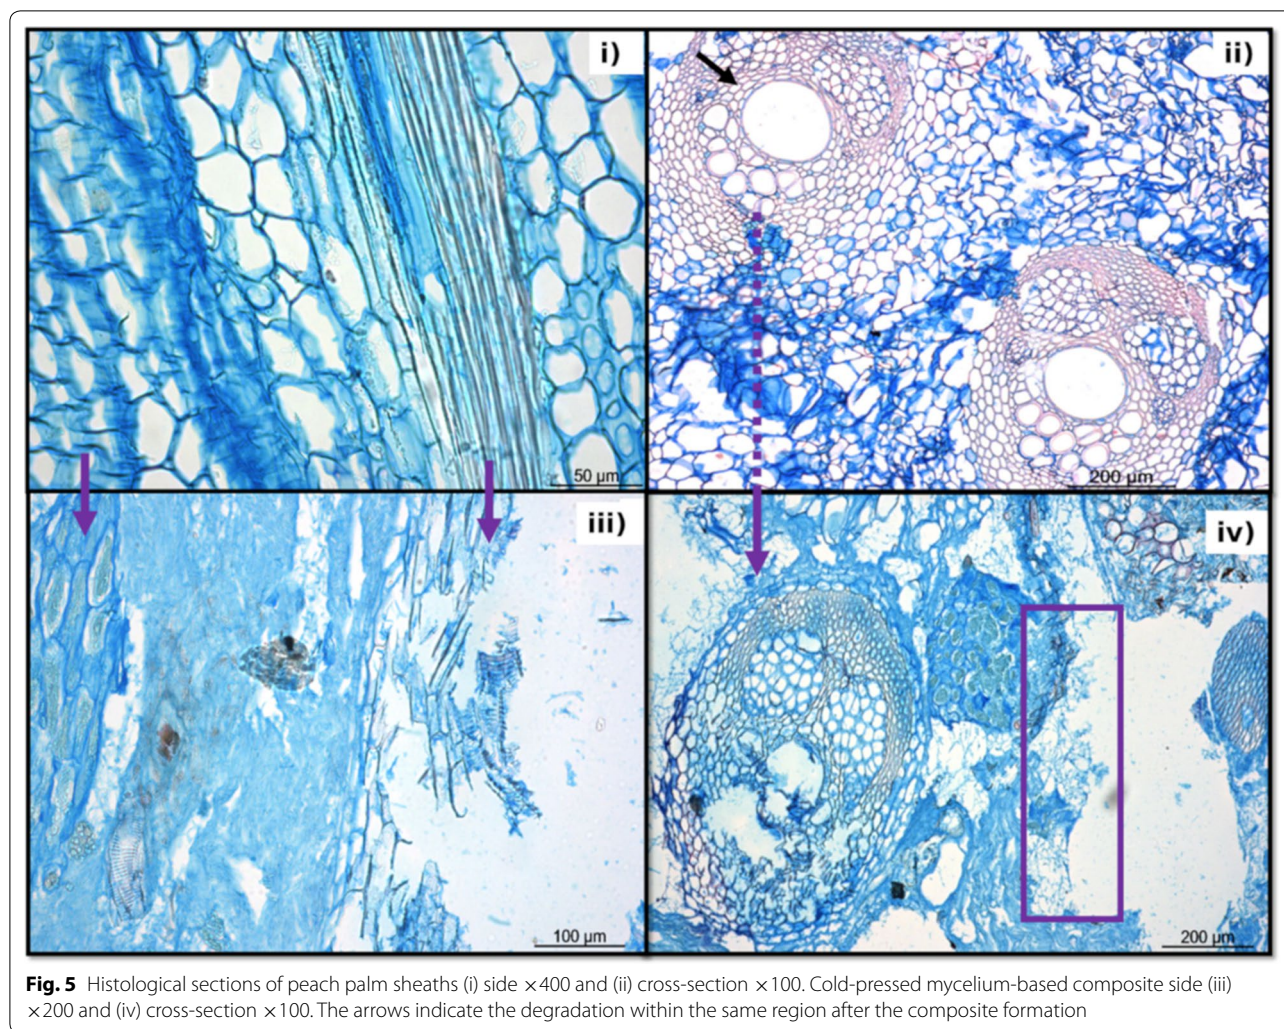 i)
ii)
50 µm
200 µm
iii)
iv)
100 µm
200 µm
Fig. 5 Histological sections of peach palm sheaths (i) side ×400 and (ii) cross-section ×100. Cold-pressed mycelium-based composite side (iii)
×200 and (iv) cross-section ×100. The arrows indicate the degradation within the same region after the composite formation